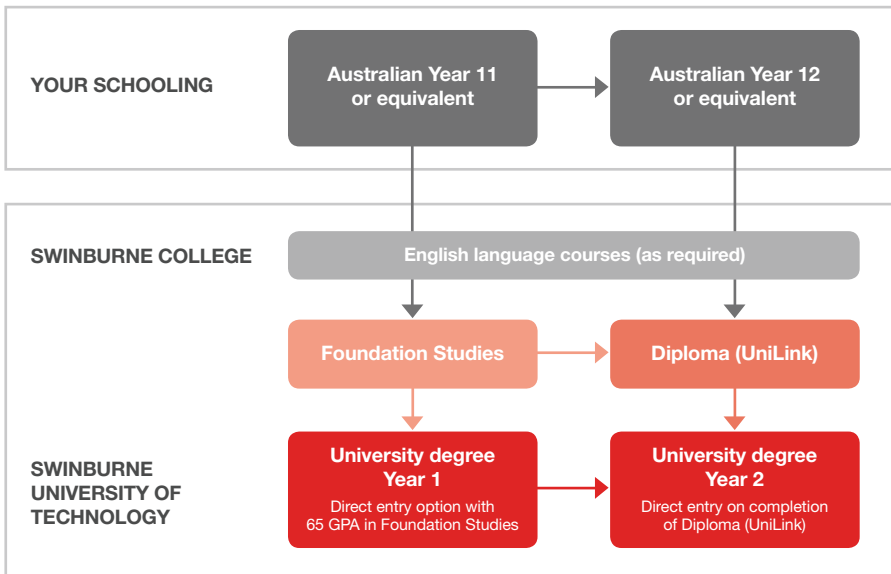 YOUR SCHOOLING
Australian Year 11
or equivalent
Australian Year 12
or equivalent
SWINBURNE COLLEGE
English language courses (as required)
Foundation Studies
Diploma (UniLink)
SWINBURNE
UNIVERSITY OF
TECHNOLOGY
University degree
Year 1
Direct entry option with
65 GPA in Foundation Studies
University degree
Year 2
Direct entry on completion
of Diploma (UniLink)